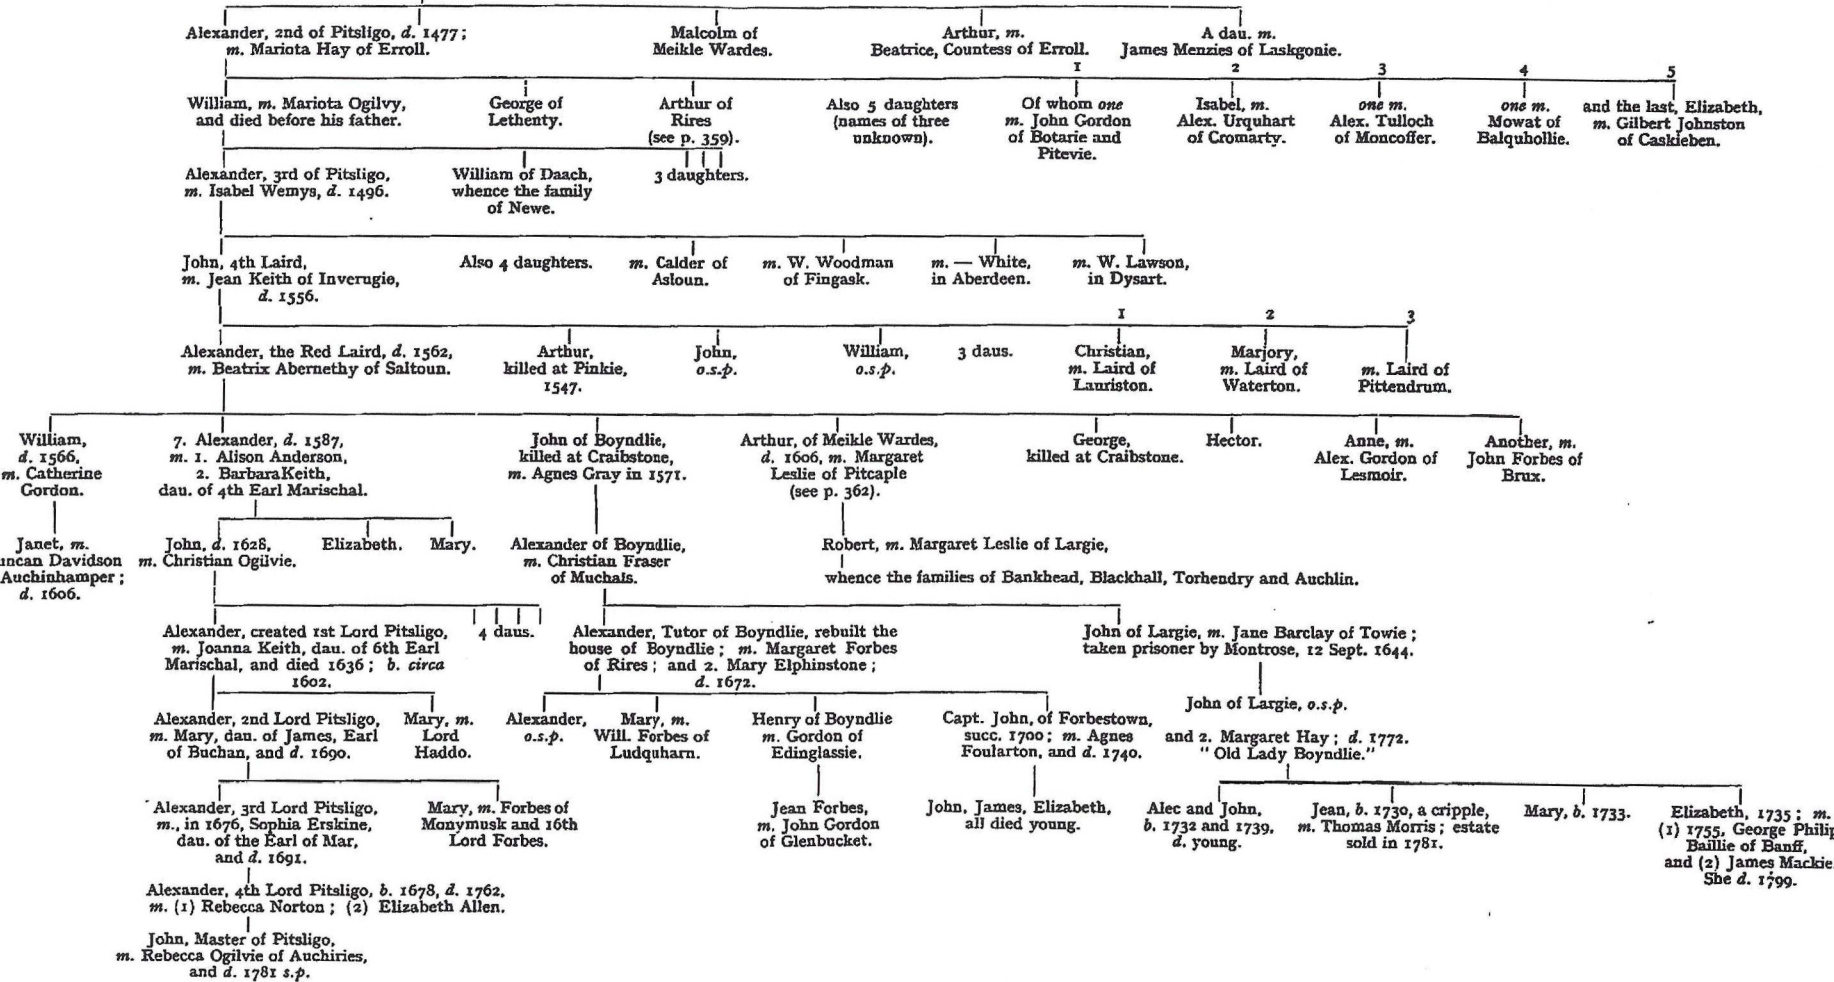 Alexander, 2nd of Pitsligo, d. 1477;
m. Mariota Hay of Erroll.
Malcolm of
Meikle Wardes.
Arthur, m.
Beatrice, Countess of Erroll.
A dau. m.
James Menzies of Laskgonie.
William, m. Mariota Ogilvy,
and died before his father.
George of
Lethenty.
Arthur of
Rires
(see p. 359).
Also 5 daughters
(names of three
unknown).
1
Of whom one
m. John Gordon
of Botarie and
Pitevie.
2
Isabel, m.
Alex. Urquhart
of Cromarty.
3
one m.
Alex. Tulloch
of Moncoffer.
4
one m.
Mowat of
Balquhollie.
5
and the last, Elizabeth,
m. Gilbert Johnston
of Caskieben.
Alexander, 3rd of Pitsligo,
m. Isabel Wemys, d. 1496.
William of Daach,
whence the family
of Newe.
3 daughters.
John, 4th Laird,
m. Jean Keith of Inverugie,
d. 1556.
Also 4 daughters.
m. Calder of
Asloun.
m. W. Woodman
of Fingask.
m. — White,
in Aberdeen.
m. W. Lawson,
in Dysart.
Alexander, the Red Laird, d. 1562,
m. Beatrix Abernethy of Saltoun.
Arthur,
killed at Pinkie,
1547.
John,
o.s.p.
William,
o.s.p.
3 daus.
1
Christian,
m. Laird of
Lauriston.
2
Marjory,
m. Laird of
Waterton.
3
m. Laird of
Pittendrum.
William,
d. 1566,
m. Catherine
Gordon.
7. Alexander, d. 1587,
m. 1. Alison Anderson,
2. BarbaraKeith,
dau. of 4th Earl Marischal.
John of Boyndlie,
killed at Craibstone,
m. Agnes Gray in 1571.
Arthur, of Meikle Wardes,
d. 1606, m. Margaret
Leslie of Pitcaple
(see p. 362).
George,
killed at Craibstone.
Hector.
Anne, m.
Alex. Gordon of
Lesmoir.
Another, m.
John Forbes of
Brux.
Janet, m.
uncan Davidson
Auchinhamper;
d. 1606.
John, d. 1628,
m. Christian Ogilvie.
Elizabeth.
Mary.
Alexander of Boyndlie,
m. Christian Fraser
of Muchals.
Robert, m. Margaret Leslie of Largie,
whence the families of Bankhead, Blackhall, Torhendry and Auchlin.
Alexander, created 1st Lord Pitsligo,
m. Joanna Keith, dau. of 6th Earl
Marischal, and died 1636; b. circa
1602.
4 daus.
Alexander, Tutor of Boyndlie, rebuilt the
house of Boyndlie; m. Margaret Forbes
of Rires; and 2. Mary Elphinstone;
d. 1672.
John of Largie, m. Jane Barclay of Towie;
taken prisoner by Montrose, 12 Sept. 1644.
John of Largie, o.s.p.
Alexander, 2nd Lord Pitsligo,
m. Mary, dau. of James, Earl
of Buchan, and d. 1690.
Mary, m.
Lord
Haddo.
Alexander,
o.s.p.
Mary, m.
Will. Forbes of
Ludquharn.
Henry of Boyndlie
m. Gordon of
Edinglassie.
Capt. John, of Forbestown,
succ. 1700; m. Agnes
Foularton, and d. 1740.
and 2. Margaret Hay; d. 1772.
"Old Lady Boyndlie."
Alexander, 3rd Lord Pitsligo,
m., in 1676, Sophia Erskine,
dau. of the Earl of Mar,
and d. 1691.
Mary, m. Forbes of
Monymusk and 16th
Lord Forbes.
Jean Forbes,
m. John Gordon
of Glenbucket.
John, James, Elizabeth,
all died young.
Alec and John,
b. 1732 and 1739,
d. young.
Jean, b. 1730, a cripple,
m. Thomas Morris; estate
sold in 1781.
Mary, b. 1733.
Elizabeth, 1735; m.
(1) 1755, George Philip
Baillie of Banff,
and (2) James Mackie
She d. 1799.
Alexander, 4th Lord Pitsligo, b. 1678, d. 1762.
m. (1) Rebecca Norton; (2) Elizabeth Allen.
John, Master of Pitsligo,
m. Rebecca Ogilvie of Auchiries,
and d. 1781 s.p.